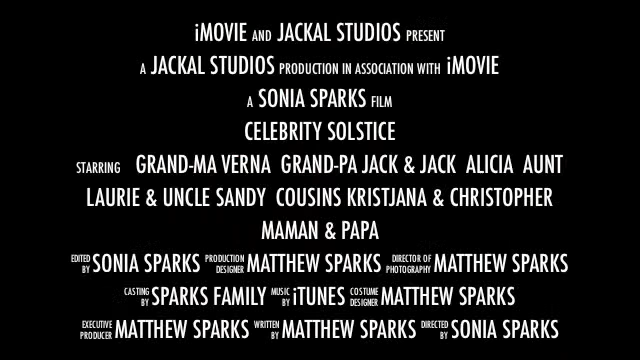 iMOVIE AND JACKAL STUDIOS PRESENT
A JACKAL STUDIOS PRODUCTION IN ASSOCIATION WITH iMOVIE
A SONIA SPARKS FILM
CELEBRITY SOLSTICE
STARRING GRAND-MA VERNA GRAND-PA JACK & JACK ALICIA AUNT
LAURIE & UNCLE SANDY COUSINS KRISTJANA & CHRISTOPHER
MAMAN & PAPA
EDITED BY SONIA SPARKS PRODUCTION DESIGNER MATTHEW SPARKS DIRECTOR OF PHOTOGRAPHY MATTHEW SPARKS
CASTING BY SPARKS FAMILY MUSIC BY iTUNES COSTUME DESIGNER MATTHEW SPARKS
EXECUTIVE PRODUCER MATTHEW SPARKS WRITTEN BY MATTHEW SPARKS DIRECTED BY SONIA SPARKS